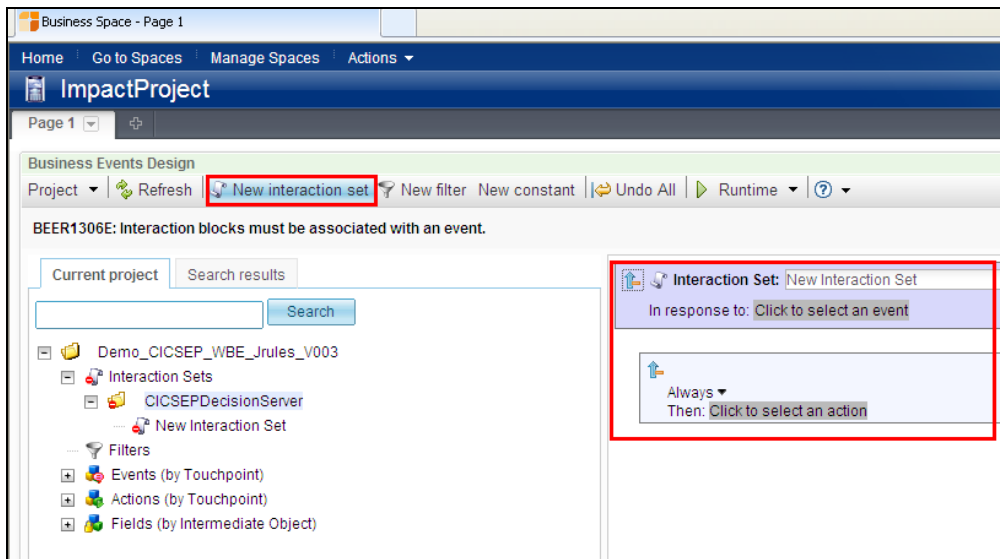 Business Space - Page 1
Home Go to Spaces Manage Spaces Actions
ImpactProject
Page 1
Business Events Design
Project Refresh New interaction set New filter New constant Undo All Runtime ?
BEER1306E: Interaction blocks must be associated with an event.
Current project Search results
Search
Demo_CICSEP_WBE_Jrules_V003
Interaction Sets
CICSEPDecisionServer
New Interaction Set
Filters
Events (by Touchpoint)
Actions (by Touchpoint)
Fields (by Intermediate Object)
Interaction Set: New Interaction Set
In response to: Click to select an event
Always
Then: Click to select an action